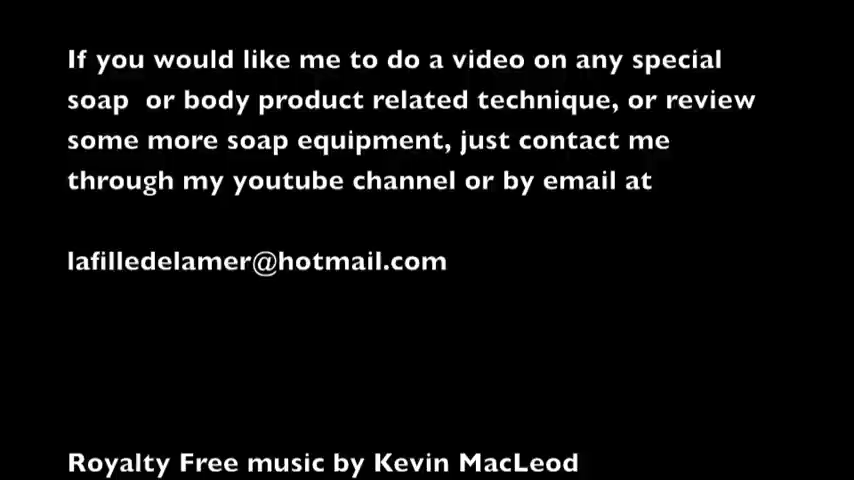 If you would like me to do a video on any special
soap  or body product related technique, or review
some more soap equipment, just contact me
through my youtube channel or by email at
lafilledelamer@hotmail.com
Royalty Free music by Kevin MacLeod